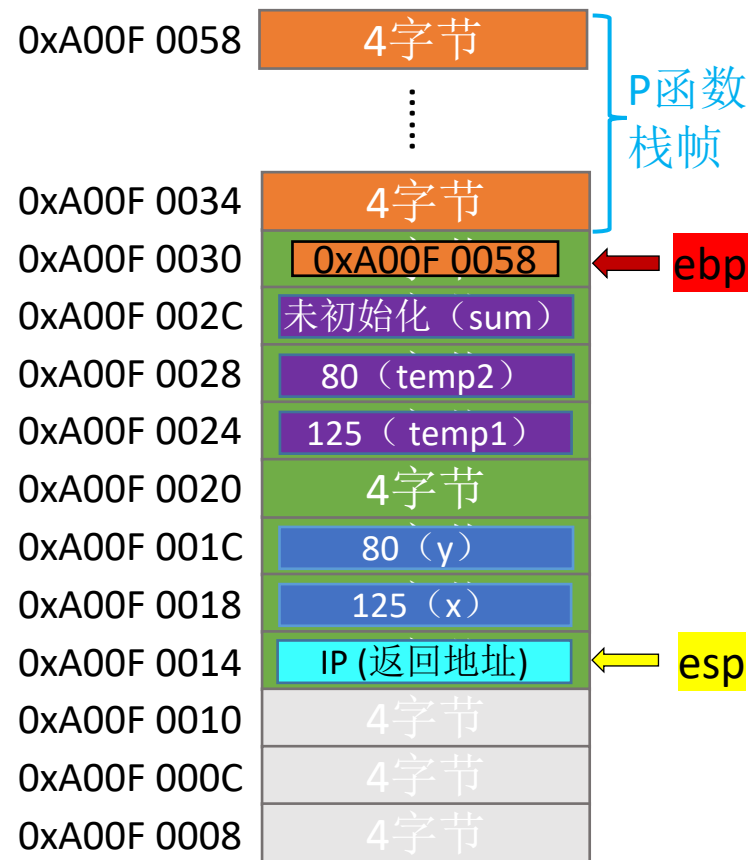 0xA00F 0058 4字节
P函数
栈帧
0xA00F 0034 4字节
0xA00F 0030 0xA00F 0058 ebp
0xA00F 002C 未初始化（sum）
0xA00F 0028 80（temp2）
0xA00F 0024 125（ temp1）
0xA00F 0020 4字节
0xA00F 001C 80（y）
0xA00F 0018 125（x）
0xA00F 0014 IP (返回地址) esp
0xA00F 0010 4字节
0xA00F 000C 4字节
0xA00F 0008 4字节